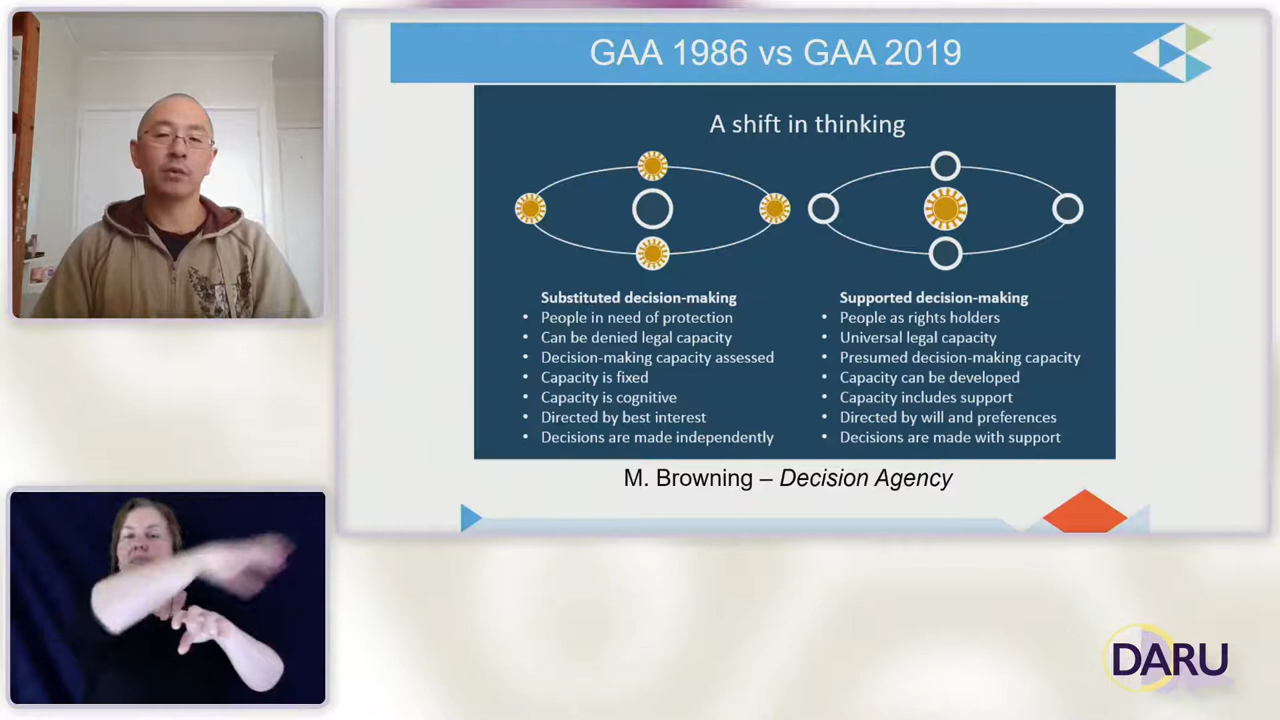 GAA 1986 vs GAA 2019
A shift in thinking
Substituted decision-making
• People in need of protection
• Can be denied legal capacity
• Decision-making capacity assessed
• Capacity is fixed
• Capacity is cognitive
• Directed by best interest
• Decisions are made independently
Supported decision-making
• People as rights holders
• Universal legal capacity
• Presumed decision-making capacity
• Capacity can be developed
• Capacity includes support
• Directed by will and preferences
• Decisions are made with support
M. Browning – Decision Agency
DARU